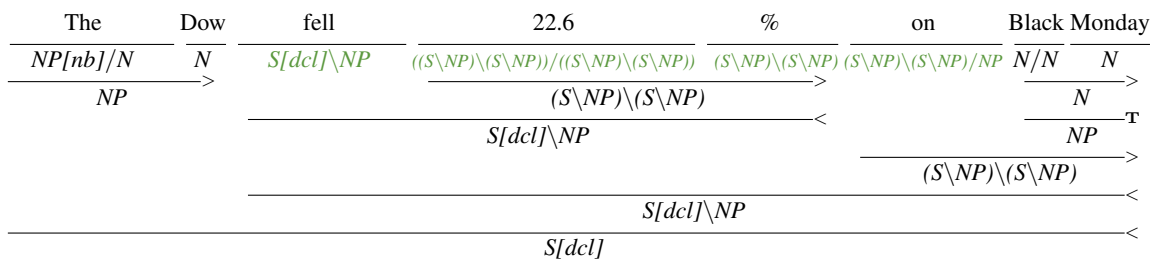 The Dow fell 22.6 % on Black Monday
NP[nb]/N N S[dcl]\NP ((S\NP)\(S\NP))/((S\NP)\(S\NP)) (S\NP)\(S\NP) (S\NP)\(S\NP)/NP N/N N
> > >
NP (S\NP)\(S\NP) N
< T
S[dcl]\NP NP
>
(S\NP)\(S\NP)
<
S[dcl]\NP
<
S[dcl]